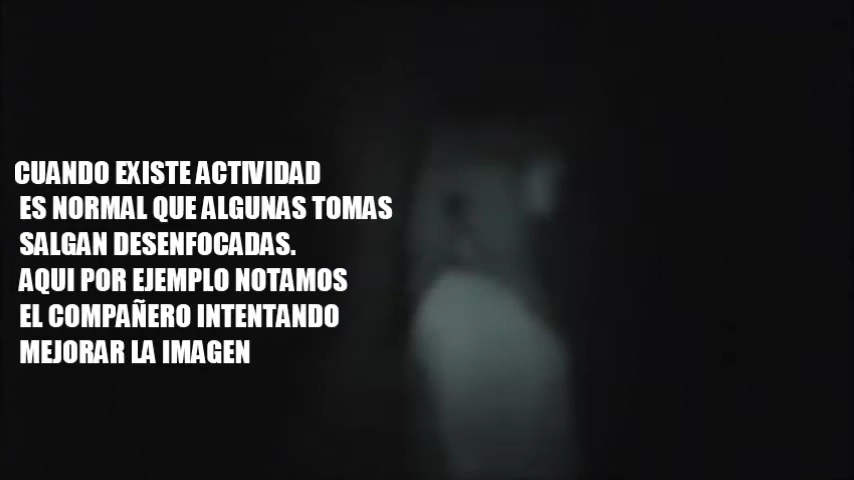 CUANDO EXISTE ACTIVIDAD
ES NORMAL QUE ALGUNAS TOMAS
SALGAN DESENFOCADAS.
AQUI POR EJEMPLO NOTAMOS
EL COMPAÑERO INTENTANDO
MEJORAR LA IMAGEN